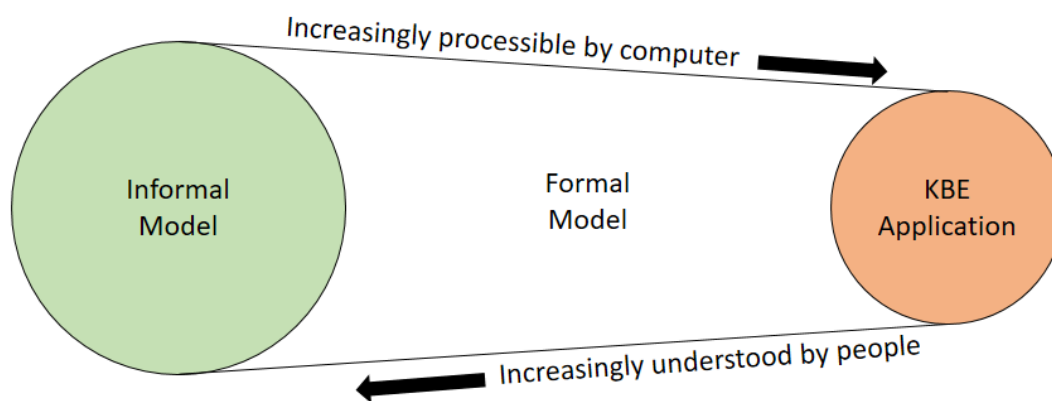 Increasingly processible by computer
Informal
Model
Formal
Model
KBE
Application
Increasingly understood by people